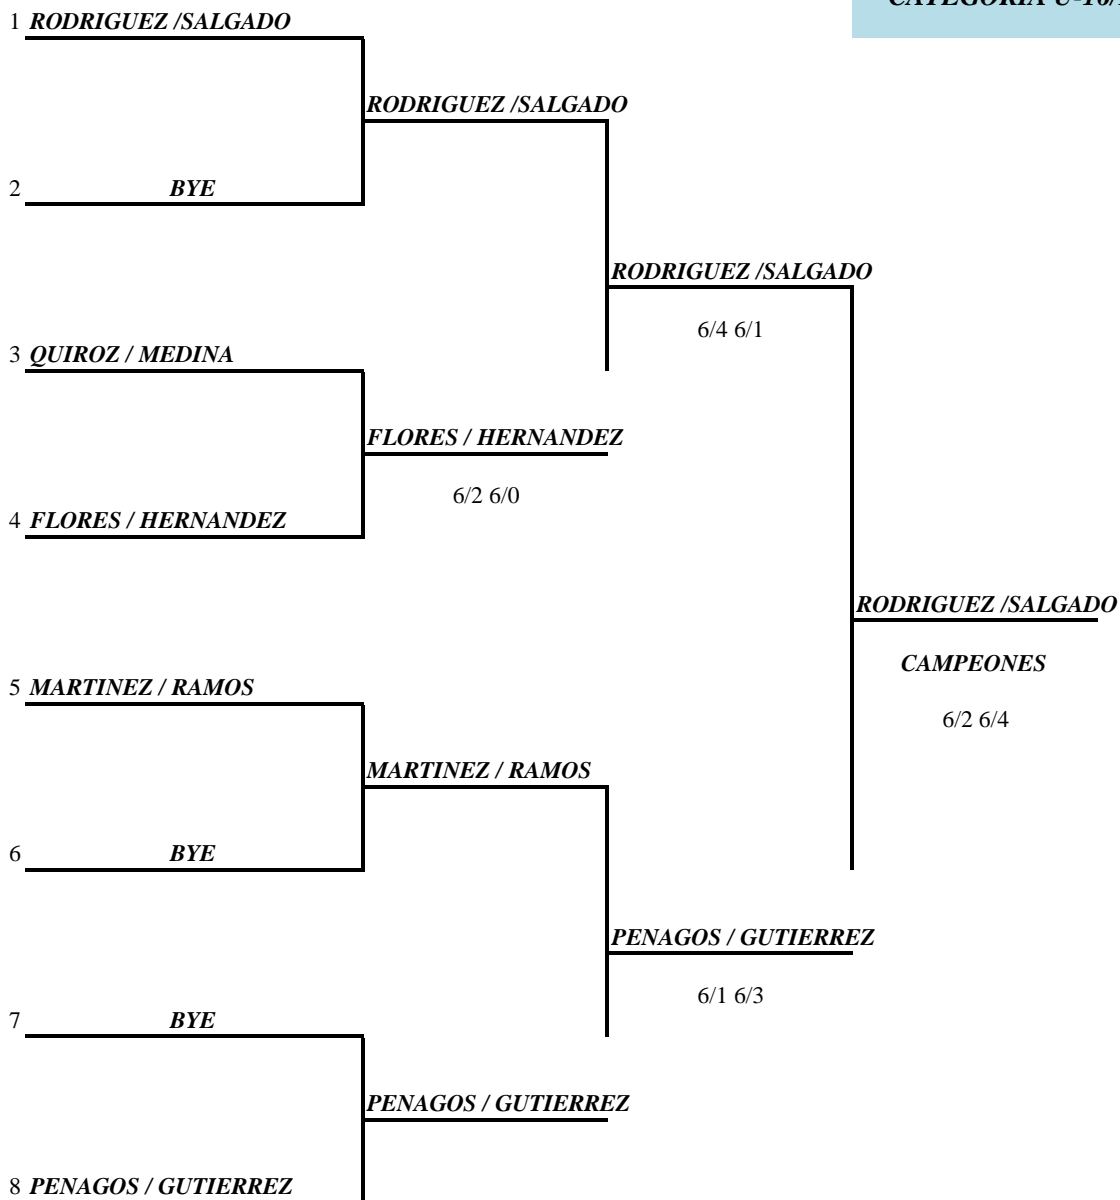 CATEGORIA
1 RODRIGUEZ /SALGADO
RODRIGUEZ /SALGADO
2 BYE
RODRIGUEZ /SALGADO
6/4 6/1
3 QUIROZ / MEDINA
FLORES / HERNANDEZ
6/2 6/0
4 FLORES / HERNANDEZ
RODRIGUEZ /SALGADO
CAMPEONES
6/2 6/4
5 MARTINEZ / RAMOS
MARTINEZ / RAMOS
6 BYE
PENAGOS / GUTIERREZ
6/1 6/3
7 BYE
PENAGOS / GUTIERREZ
8 PENAGOS / GUTIERREZ